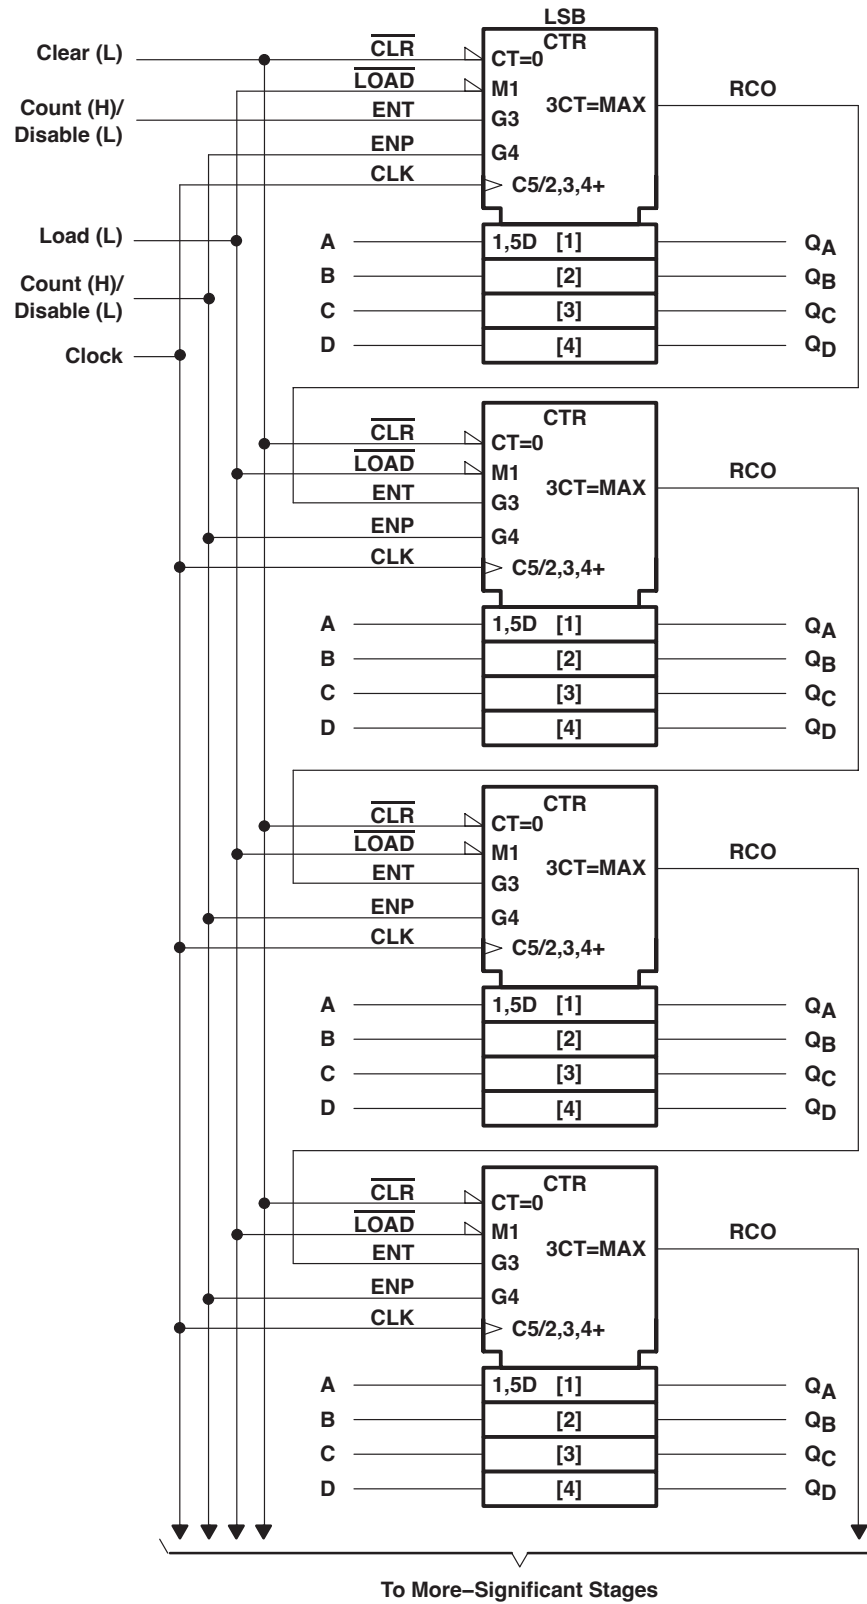 LSB
CTR
Clear (L)
CLR
CT=0
LOAD
M1
3CT=MAX
RCO
Count (H)/
Disable (L)
ENT
G3
ENP
G4
CLK
C5/2,3,4+
Load (L)
A
1,5D [1]
QA
Count (H)/
Disable (L)
B
[2]
QB
C
[3]
QC
Clock
D
[4]
QD
CTR
CLR
CT=0
LOAD
M1
3CT=MAX
RCO
ENT
G3
ENP
G4
CLK
C5/2,3,4+
A
1,5D [1]
QA
B
[2]
QB
C
[3]
QC
D
[4]
QD
CTR
CLR
CT=0
LOAD
M1
3CT=MAX
RCO
ENT
G3
ENP
G4
CLK
C5/2,3,4+
A
1,5D [1]
QA
B
[2]
QB
C
[3]
QC
D
[4]
QD
CTR
CLR
CT=0
LOAD
M1
3CT=MAX
RCO
ENT
G3
ENP
G4
CLK
C5/2,3,4+
A
1,5D [1]
QA
B
[2]
QB
C
[3]
QC
D
[4]
QD
To More–Significant Stages